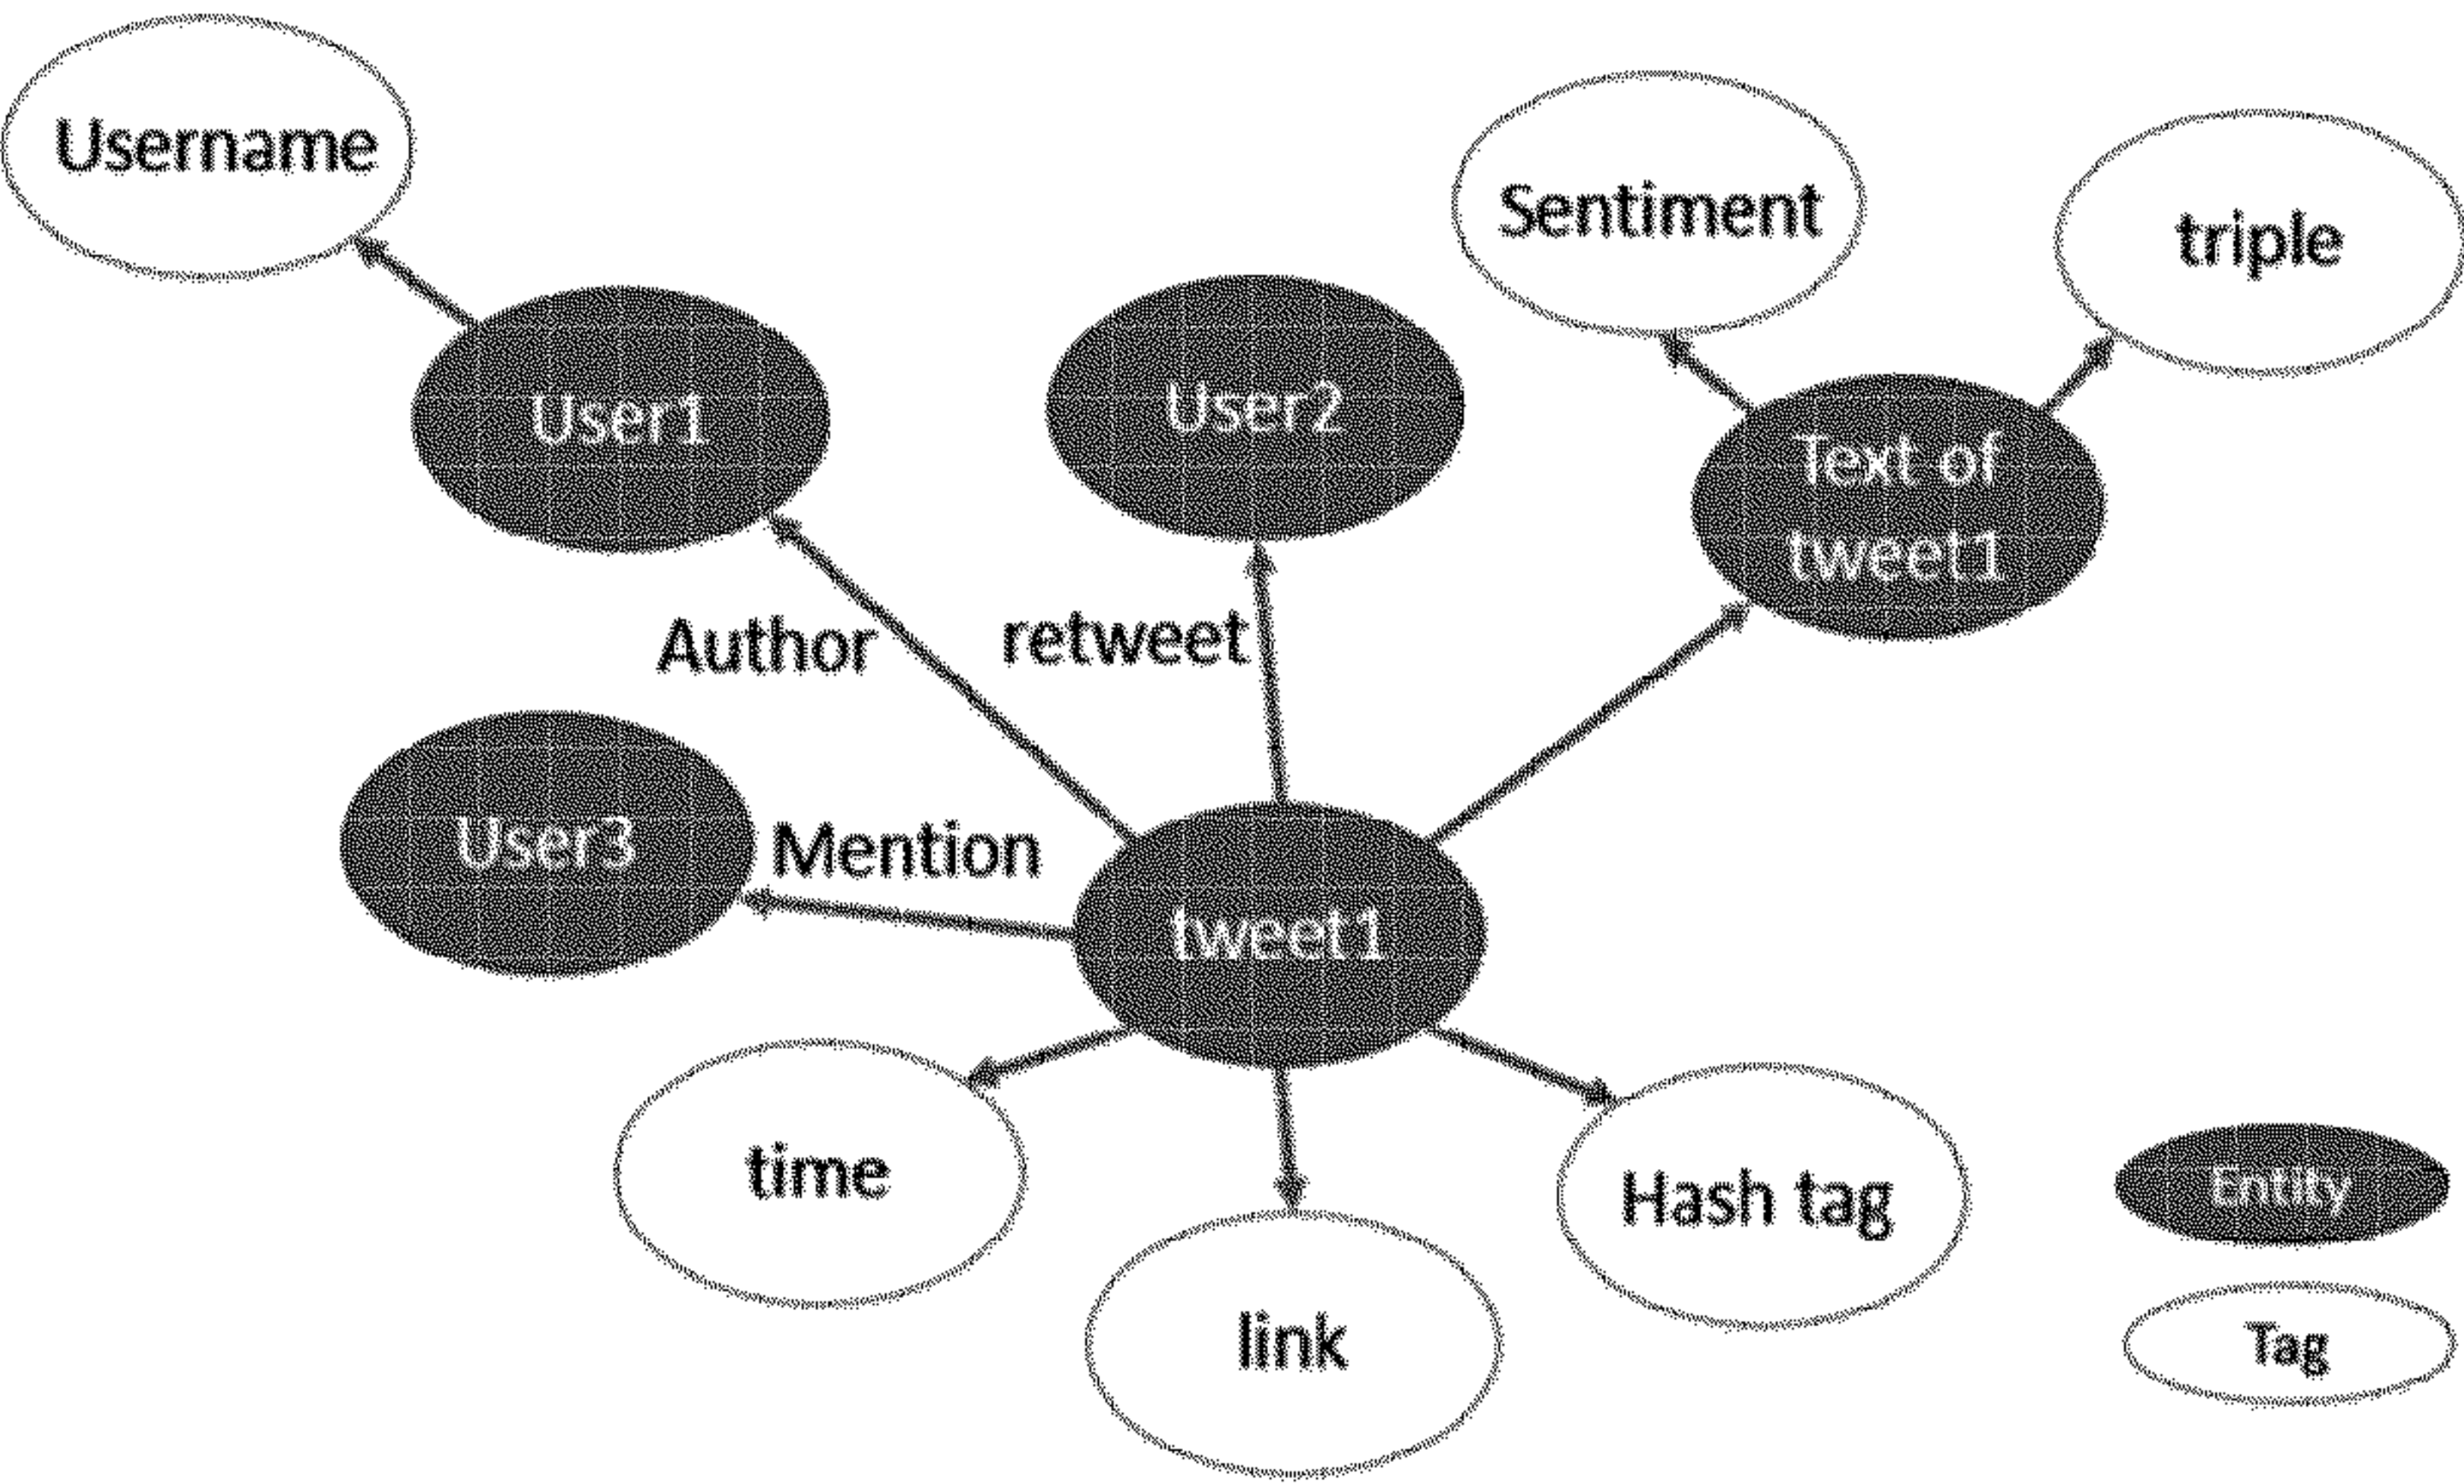 Username
Sentiment
triple
User1
User2
Text of
tweet1
Author
retweet
User3
Mention
tweet1
time
link
Hash tag
Entity
Tag